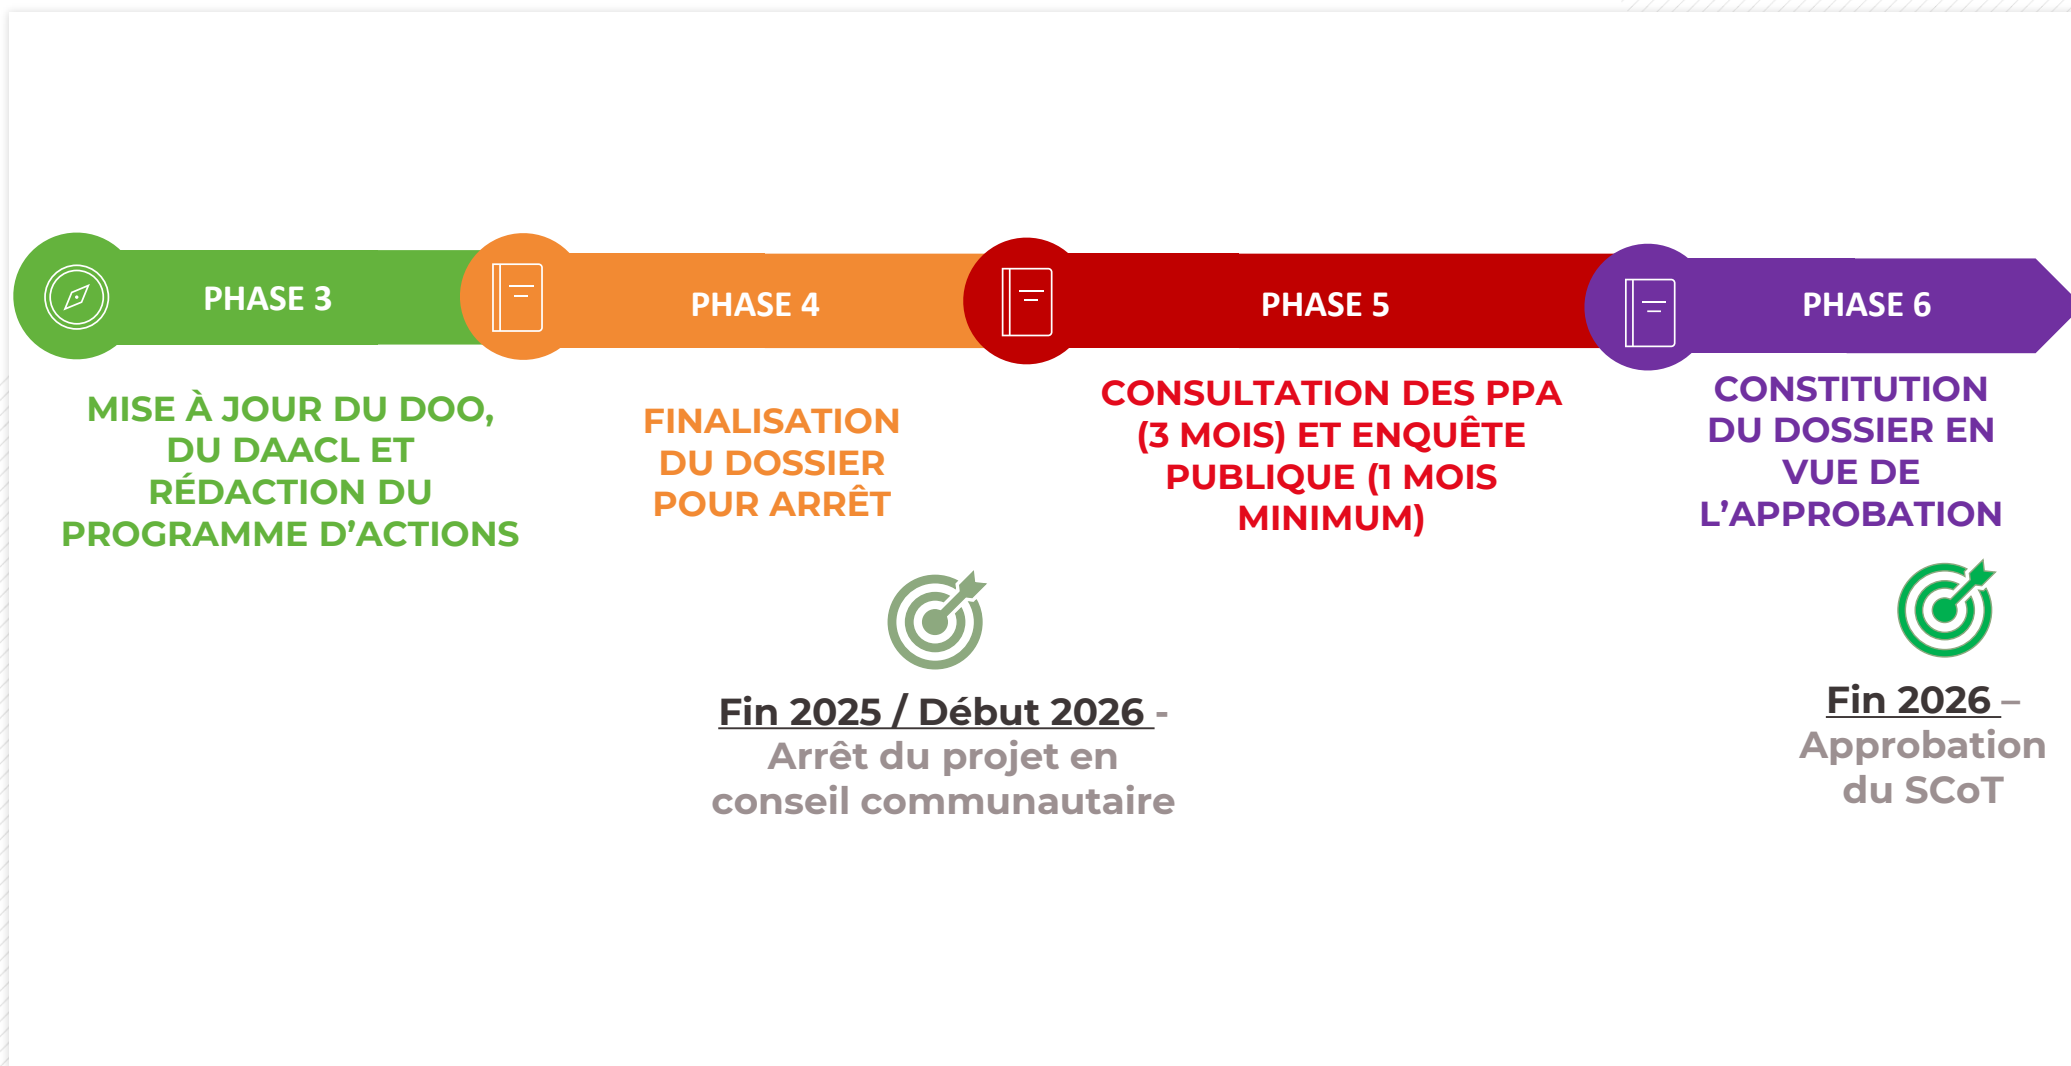 PHASE 3
MISE À JOUR DU DOO,
DU DAACL ET
RÉDACTION DU
PROGRAMME D’ACTIONS
PHASE 4
FINALISATION
DU DOSSIER
POUR ARRÊT
Fin 2025 / Début 2026 -
Arrêt du projet en
conseil communautaire
PHASE 5
CONSULTATION DES PPA
(3 MOIS) ET ENQUÊTE
PUBLIQUE (1 MOIS
MINIMUM)
PHASE 6
CONSTITUTION
DU DOSSIER EN
VUE DE
L’APPROBATION
Fin 2026 –
Approbation
du SCoT